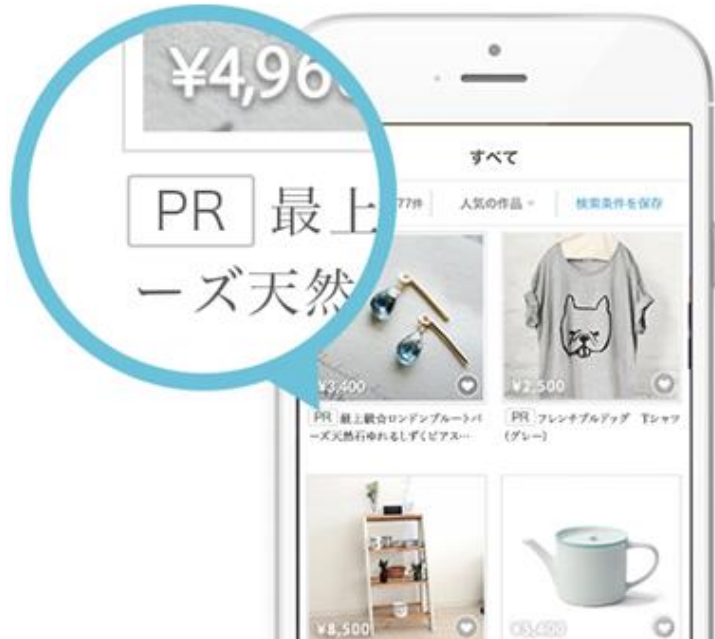 ¥4,960
PR 最上
ーズ天然
すべて
77件
人気の作品
検索条件を保存
¥3,400
PR 最上級☆ロンドンブルートパ
ーズ天然石ゆれるしずくピアス…
¥2,500
PR フレンチブルドッグ Tシャツ
(グレー)
¥8,500
¥5,400